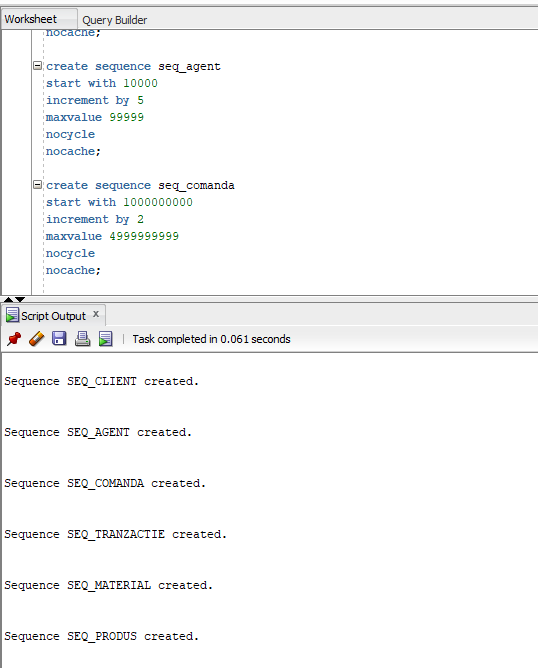 Worksheet Query Builder
nocache;
create sequence seq_agent
start with 10000
increment by 5
maxvalue 99999
nocycle
nocache;
create sequence seq_comanda
start with 1000000000
increment by 2
maxvalue 4999999999
nocycle
nocache;
Script Output x
Task completed in 0.061 seconds
Sequence SEQ_CLIENT created.
Sequence SEQ_AGENT created.
Sequence SEQ_COMANDA created.
Sequence SEQ_TRANZACTIE created.
Sequence SEQ_MATERIAL created.
Sequence SEQ_PRODUS created.